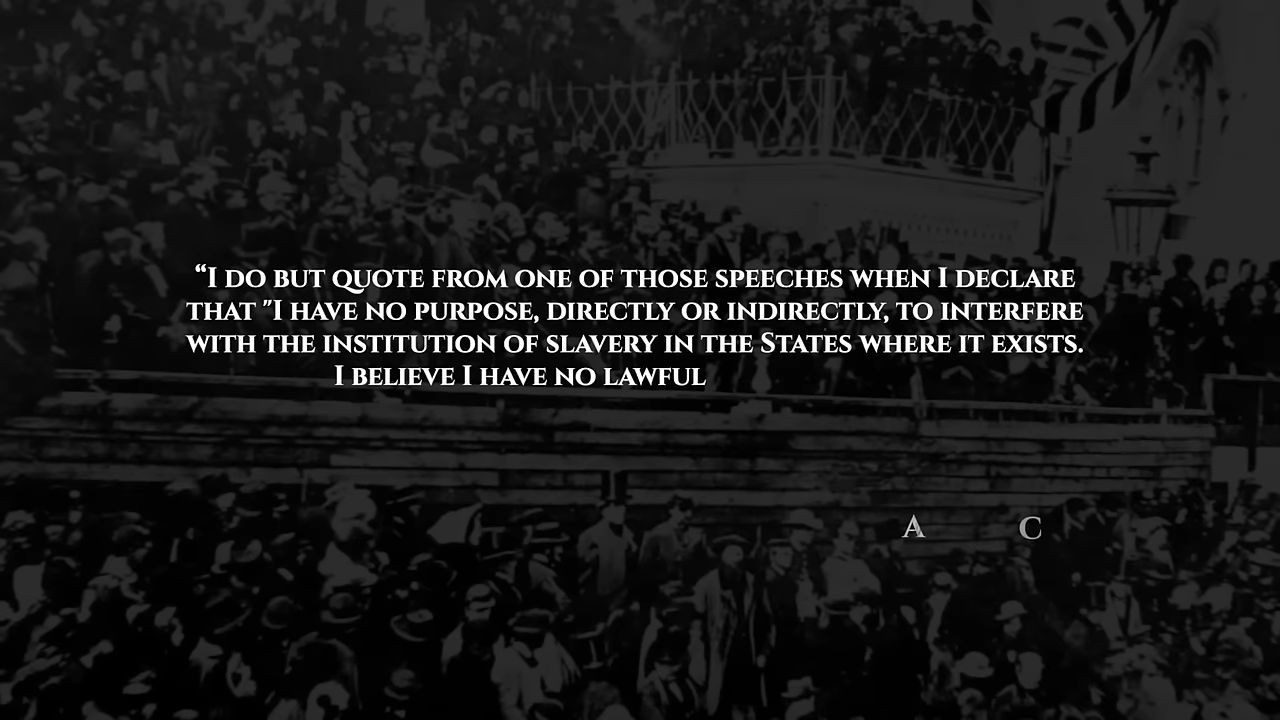 “I DO BUT QUOTE FROM ONE OF THOSE SPEECHES WHEN I DECLARE
THAT "I HAVE NO PURPOSE, DIRECTLY OR INDIRECTLY, TO INTERFERE
WITH THE INSTITUTION OF SLAVERY IN THE STATES WHERE IT EXISTS.
I BELIEVE I HAVE NO LAWFUL
A C